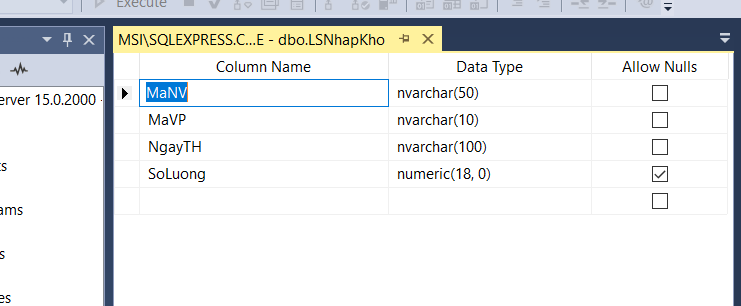 Execute
MSI\SQLEXPRESS.C...E - dbo.LSNhapKho
Column Name Data Type Allow Nulls
MaNV nvarchar(50)
erver 15.0.2000 -
MaVP nvarchar(10)
NgayTH nvarchar(100)
SoLuong numeric(18, 0)
ts
ams
s
es